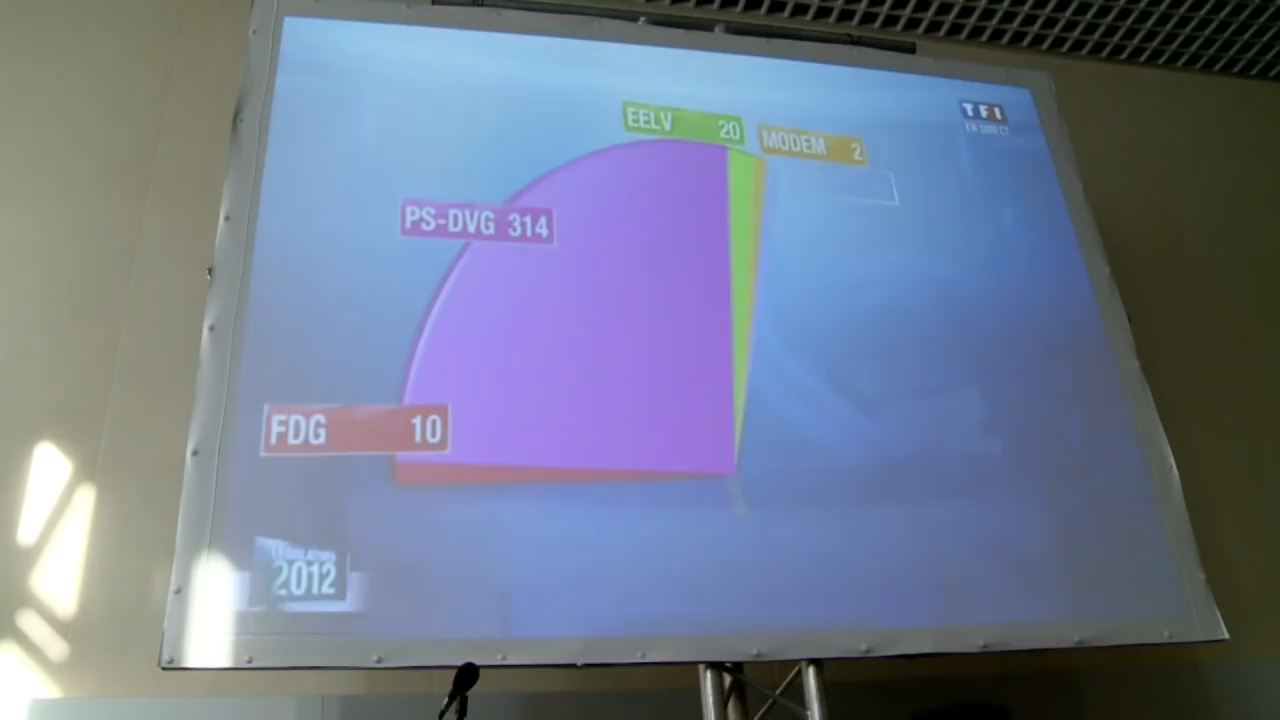 EELV 20
MODEM 2
TF1
EN DIRECT
PS-DVG 314
FDG 10
2012